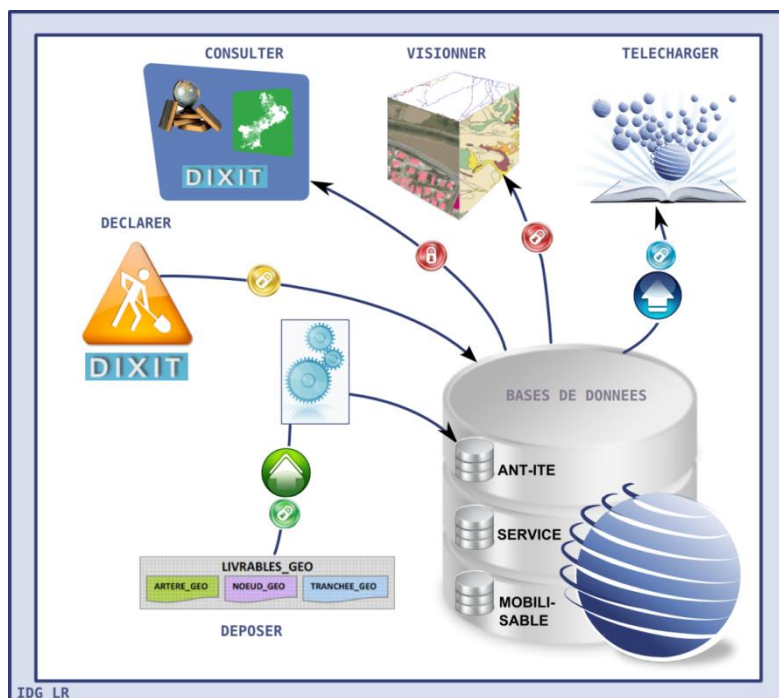 CONSULTER
VISIONNER
TELECHARGER
DIXIT
DECLARER
DIXIT
BASES DE DONNEES
ANT-ITE
SERVICE
MOBILI-
SABLE
LIVRABLES_GEO
ARTERE_GEO
NOEUD_GEO
TRANCHEE_GEO
DEPOSER
IDG LR